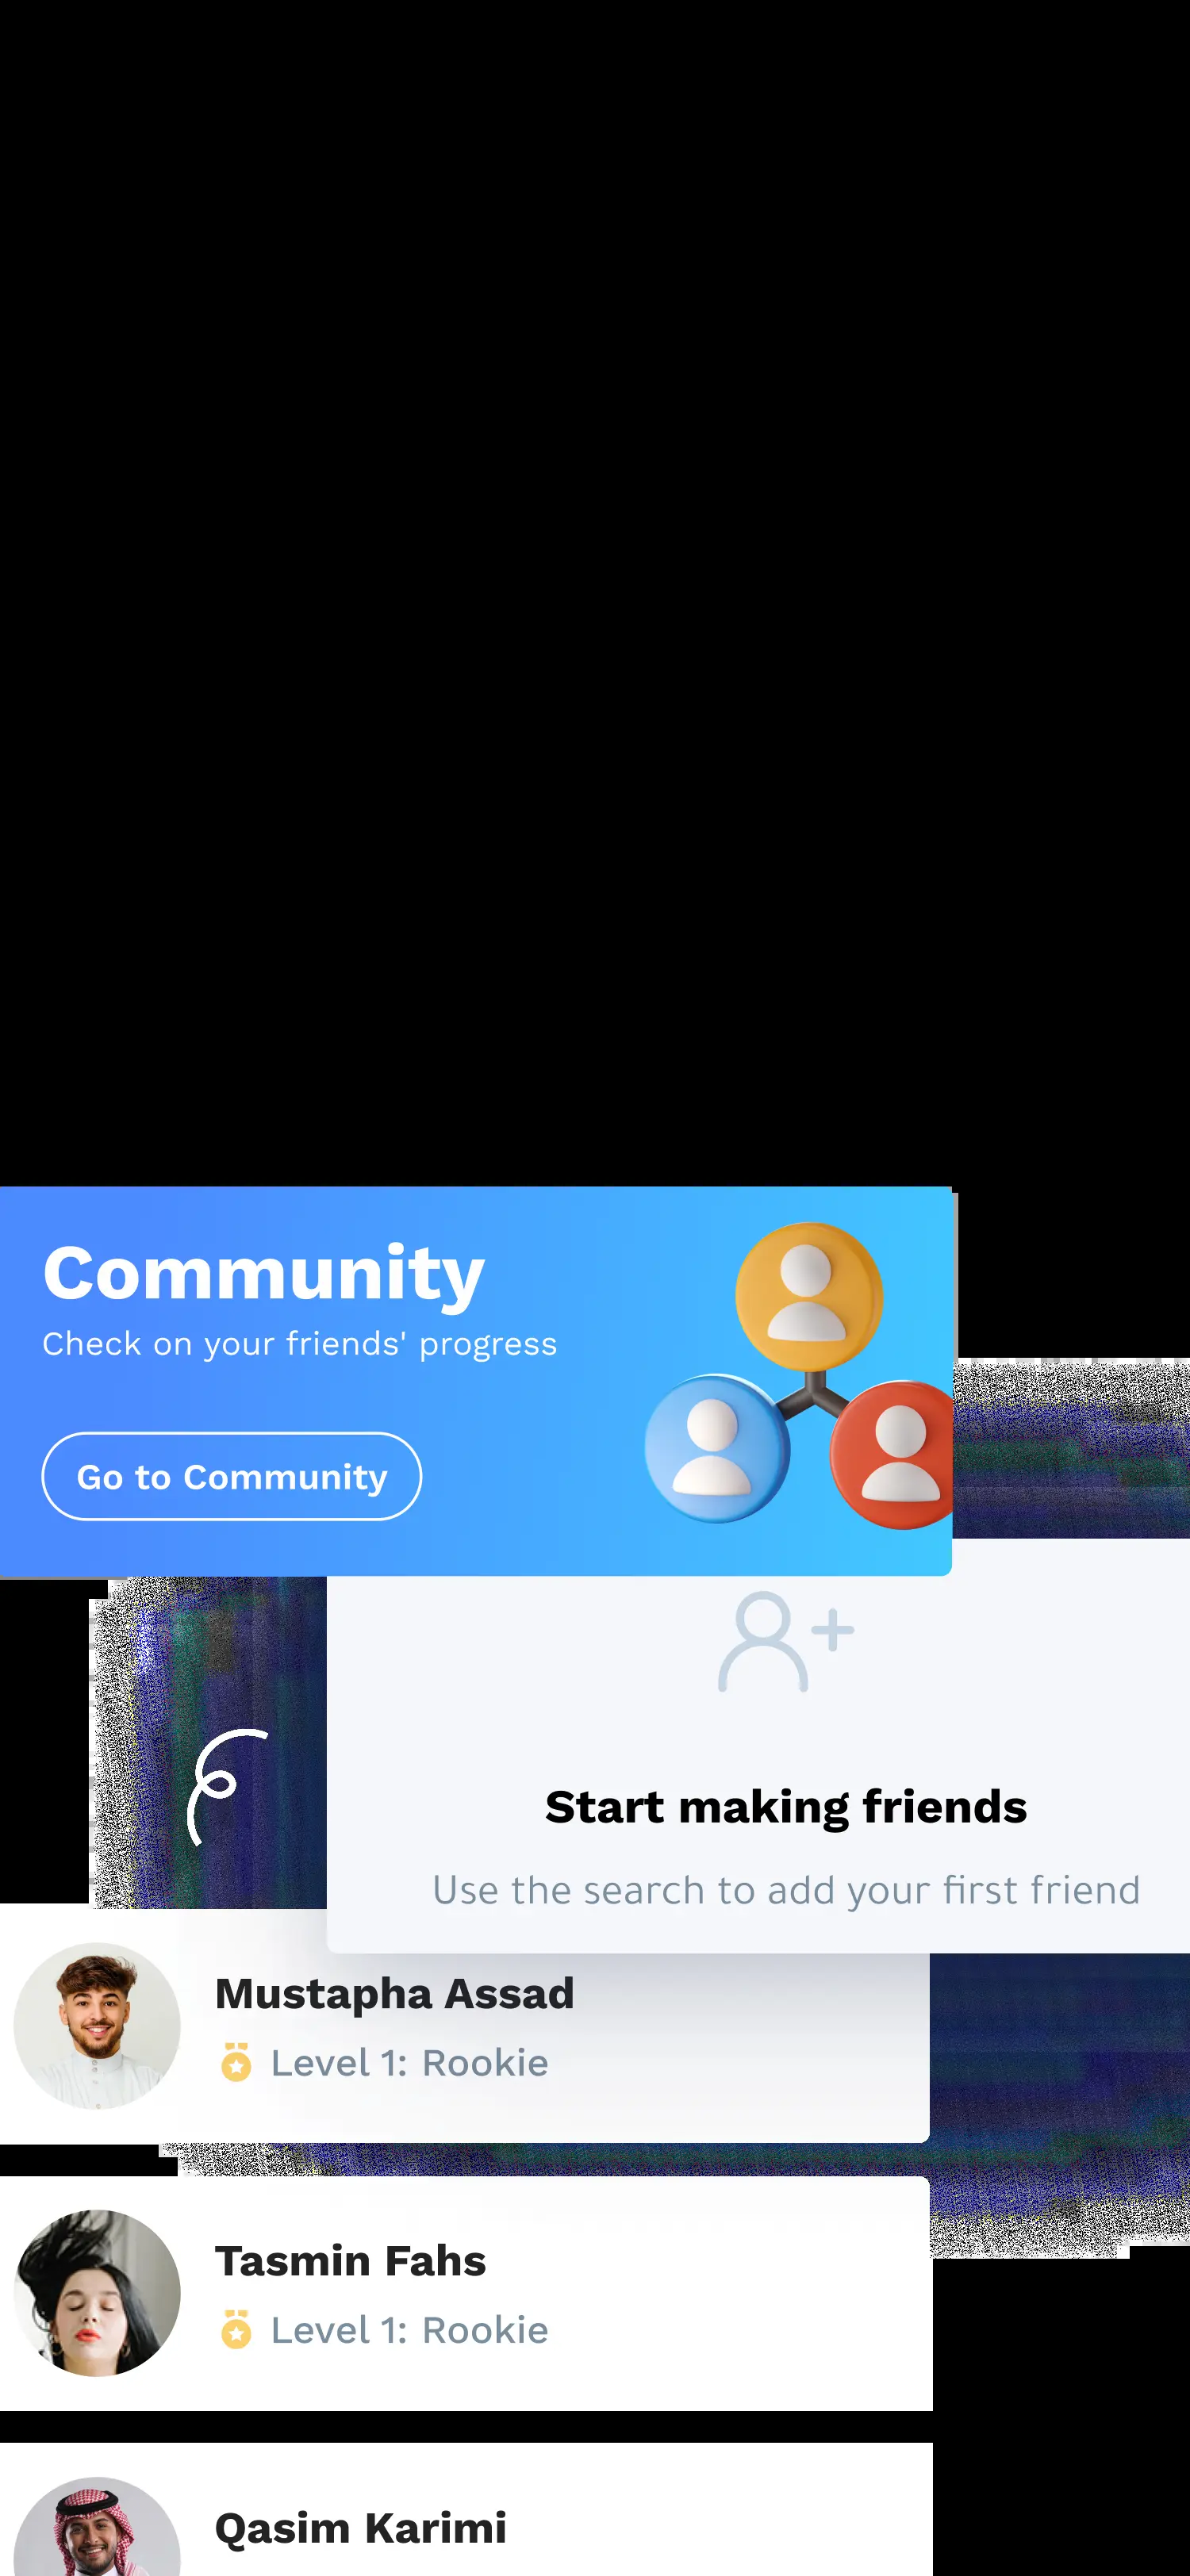 Community
Check on your friends' progress
Go to Community
Start making friends
Use the search to add your first friend
Mustapha Assad
Level 1: Rookie
Tasmin Fahs
Level 1: Rookie
Qasim Karimi